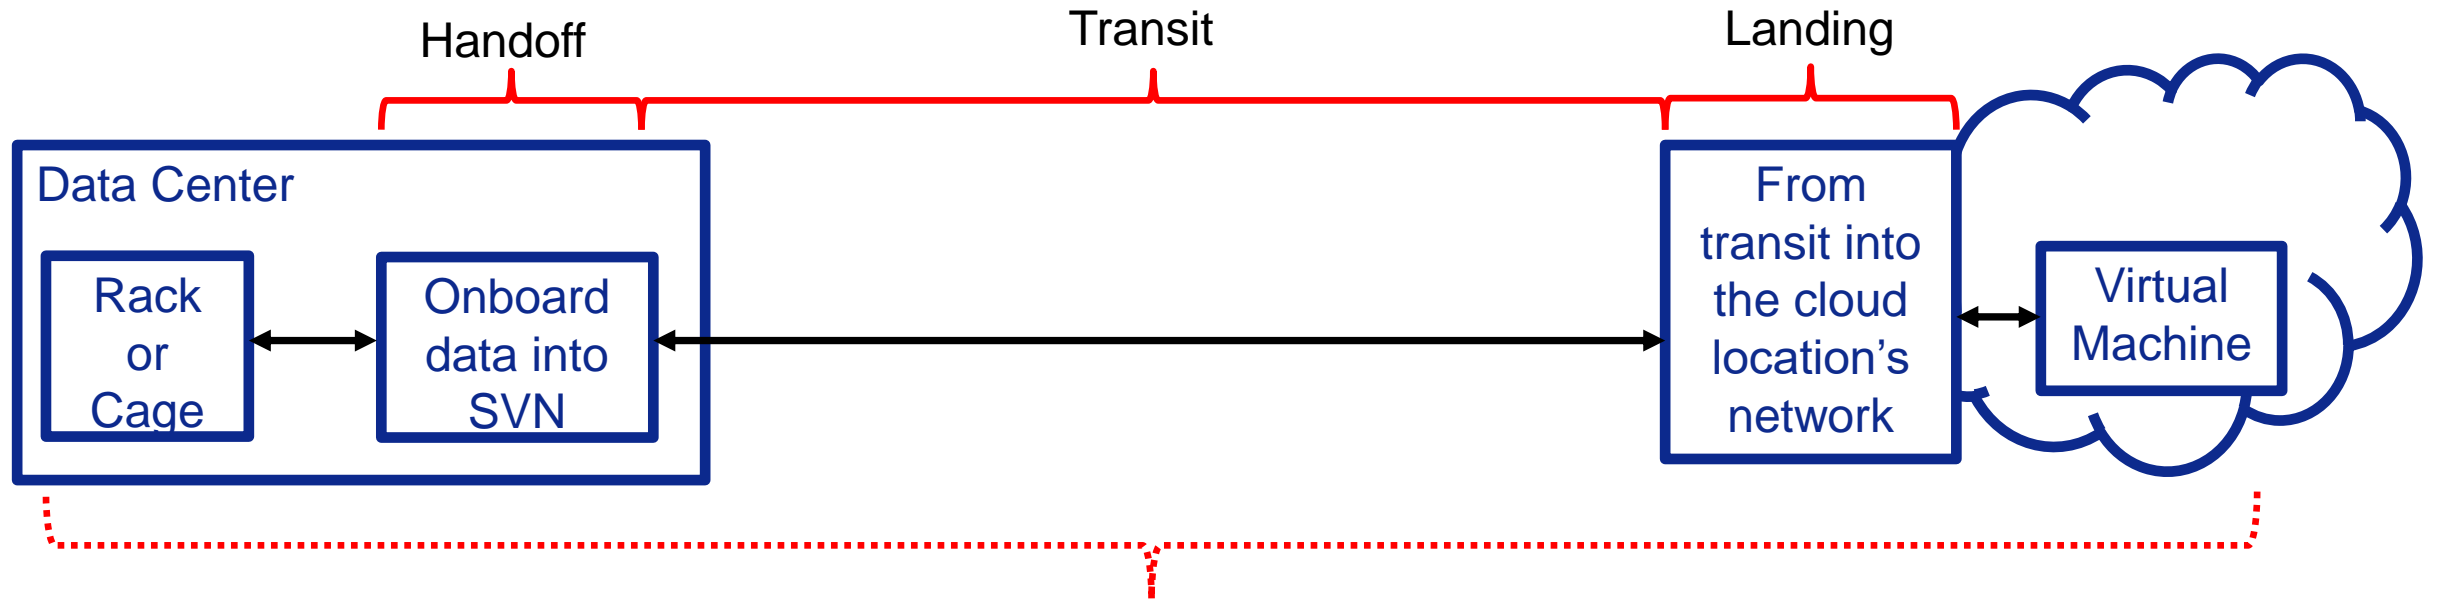 Handoff
Transit
Landing
Data Center
Rack
or
Cage
Onboard
data into
SVN
From
transit into
the cloud
location’s
network
Virtual
Machine